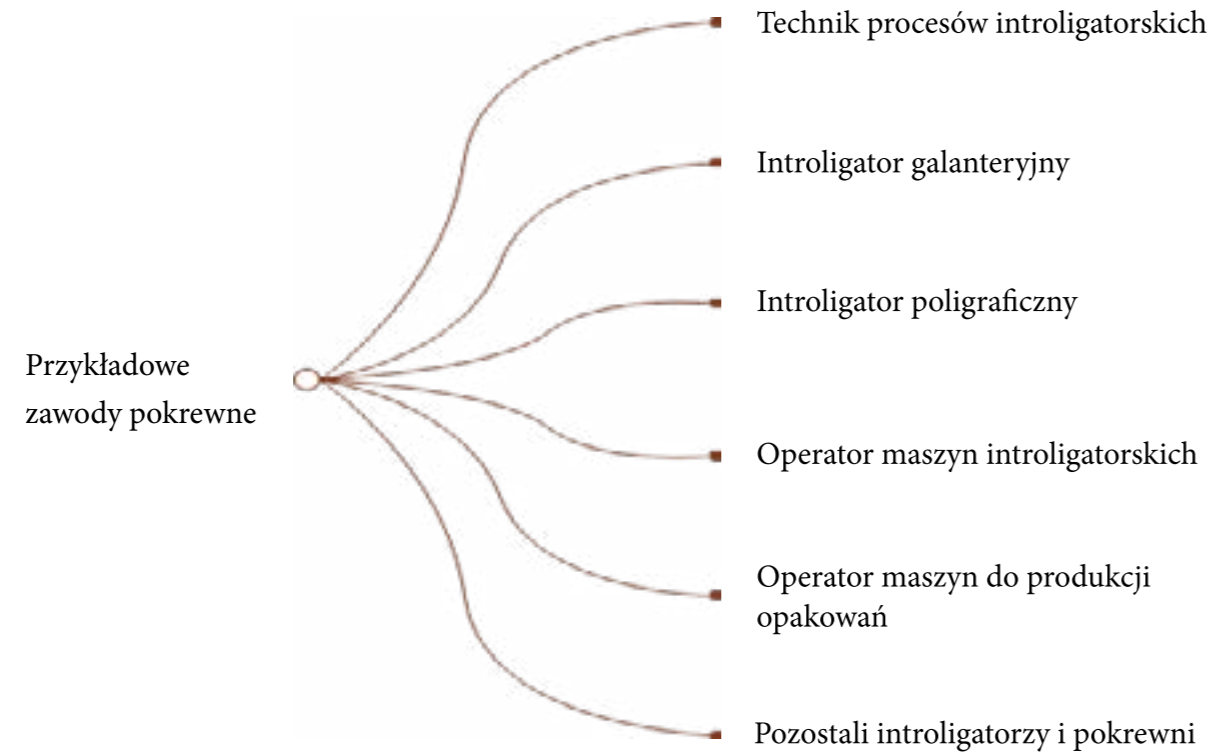 Technik procesów introligatorskich
Introligator galanteryjny
Introligator poligraficzny
Przykładowe
zawody pokrewne
Operator maszyn introligatorskich
Operator maszyn do produkcji
opakowań
Pozostali introligatorzy i pokrewni